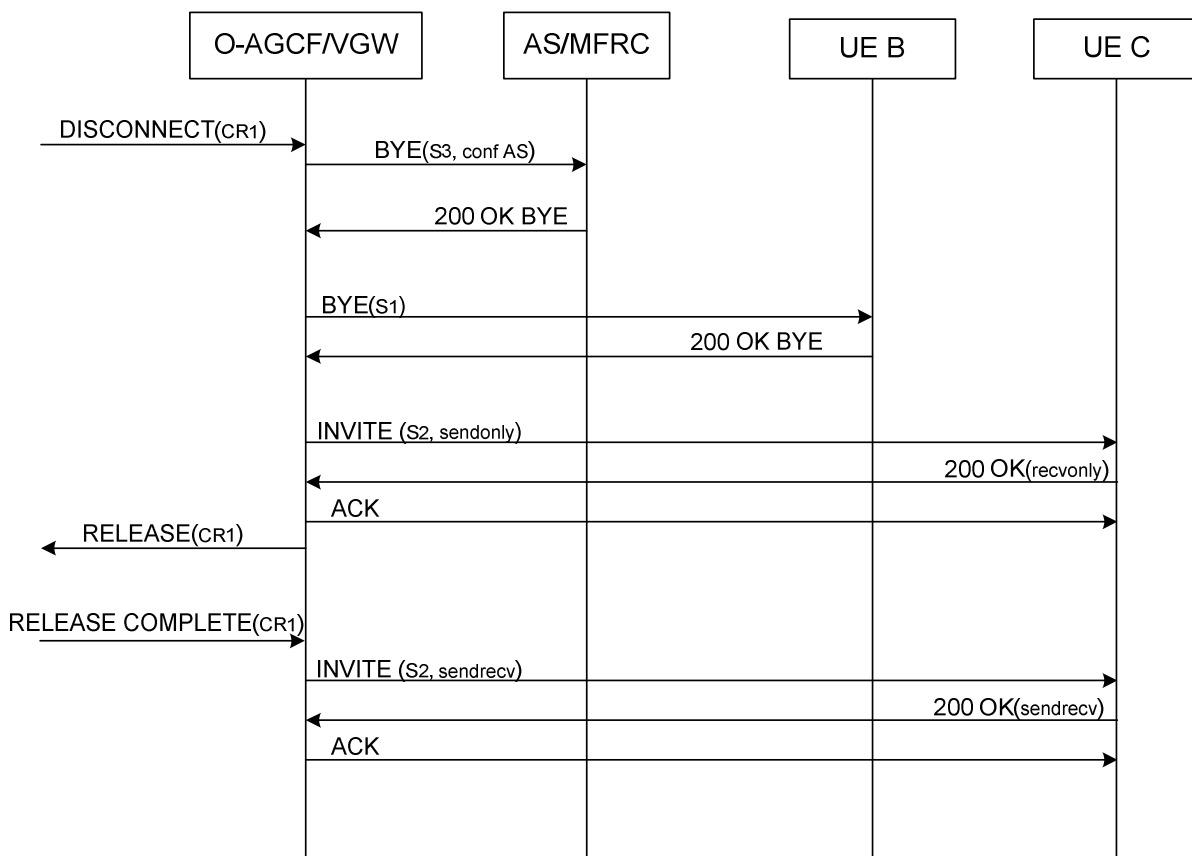 O-AGCF/VGW
AS/MFRC
UE B
UE C
DISCONNECT(CR1)
BYE(S3, conf AS)
200 OK BYE
BYE(S1)
200 OK BYE
INVITE (S2, sendonly)
200 OK(recvonly)
ACK
RELEASE(CR1)
RELEASE COMPLETE(CR1)
INVITE (S2, sendrecv)
200 OK(sendrecv)
ACK